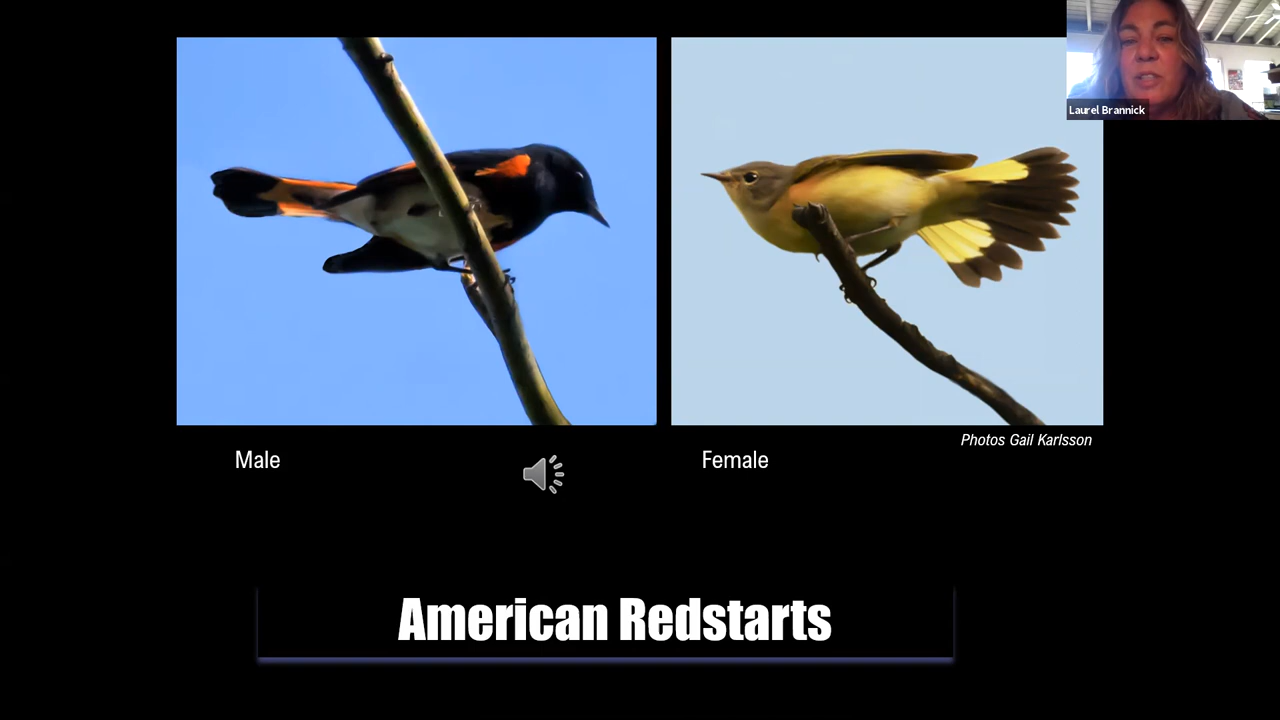 Laurel Brannick
Photos Gail Karlsson
Male
Female
American Redstarts